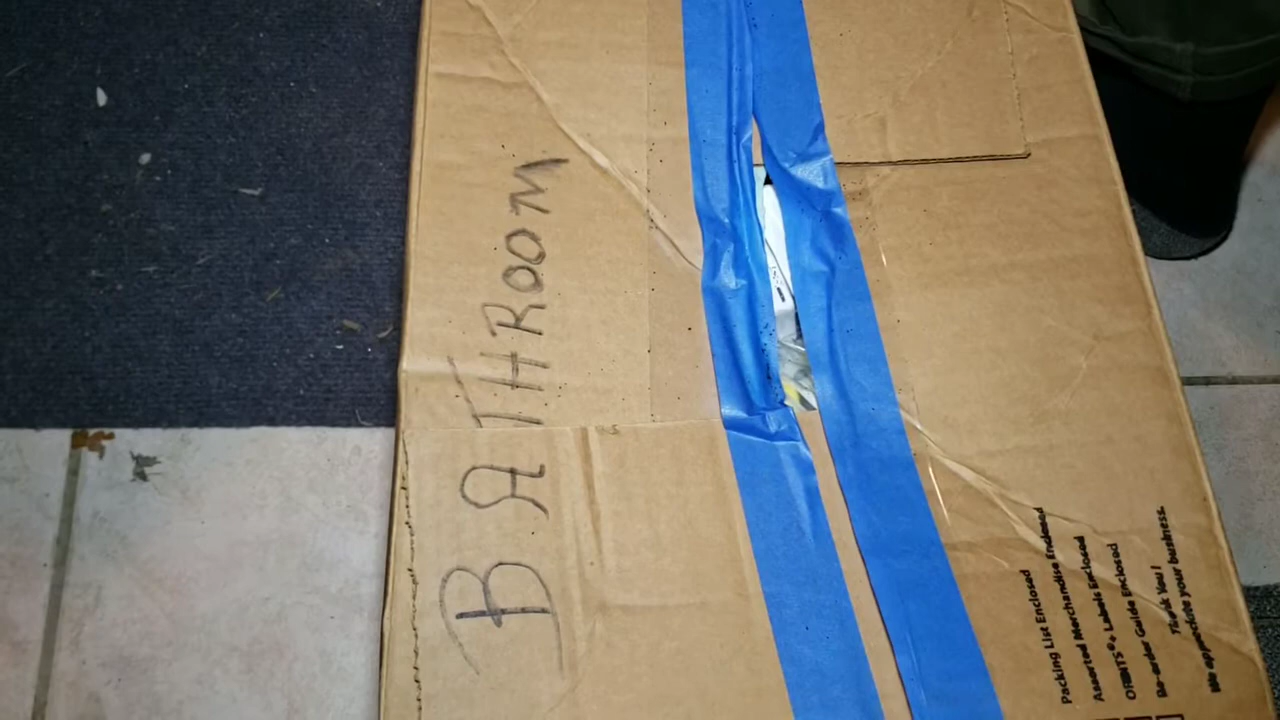 BATHROOM
Packing List Enclosed
Assorted Merchandise Enclosed
Labels Enclosed
Re-order Guide Enclosed
Thank You!
We appreciate your business.